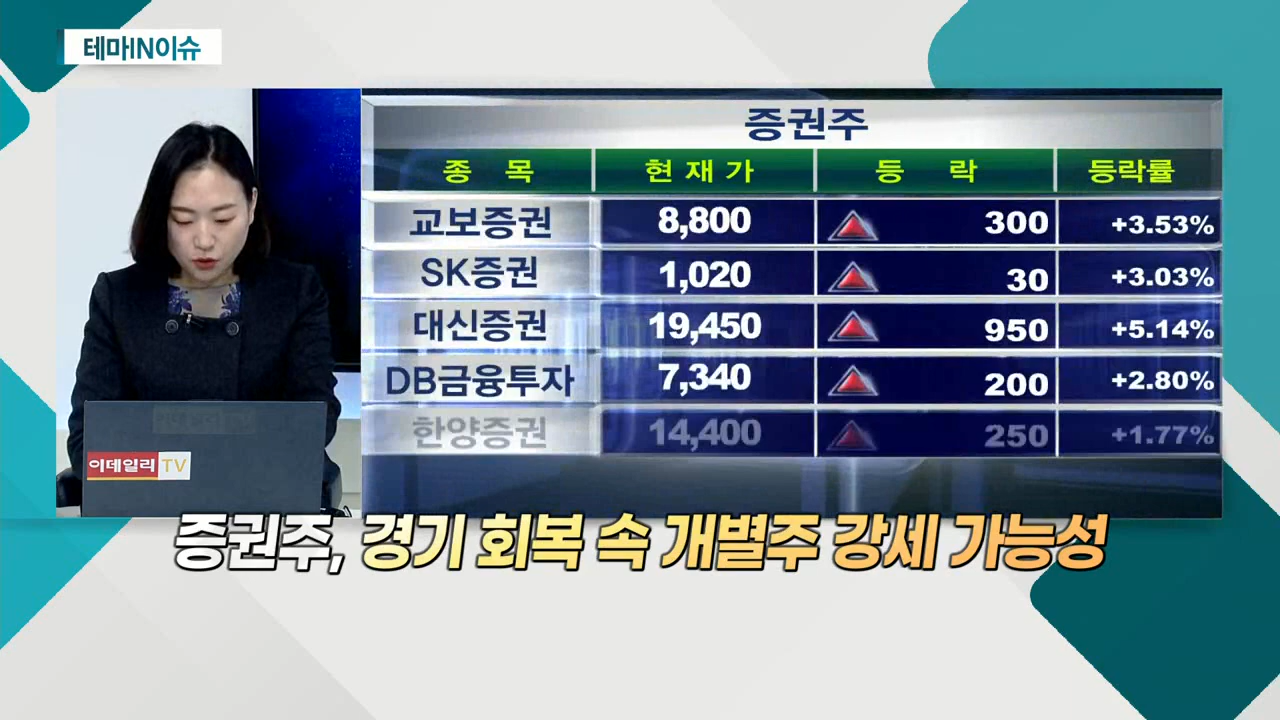 테마IN이슈
증권주
종 목 현 재 가 등 락 등락률
교보증권 8,800 300 +3.53%
SK증권 1,020 30 +3.03%
대신증권 19,450 950 +5.14%
DB금융투자 7,340 200 +2.80%
한양증권 14,400 250 +1.77%
이데일리 TV
증권주, 경기 회복 속 개별주 강세 가능성